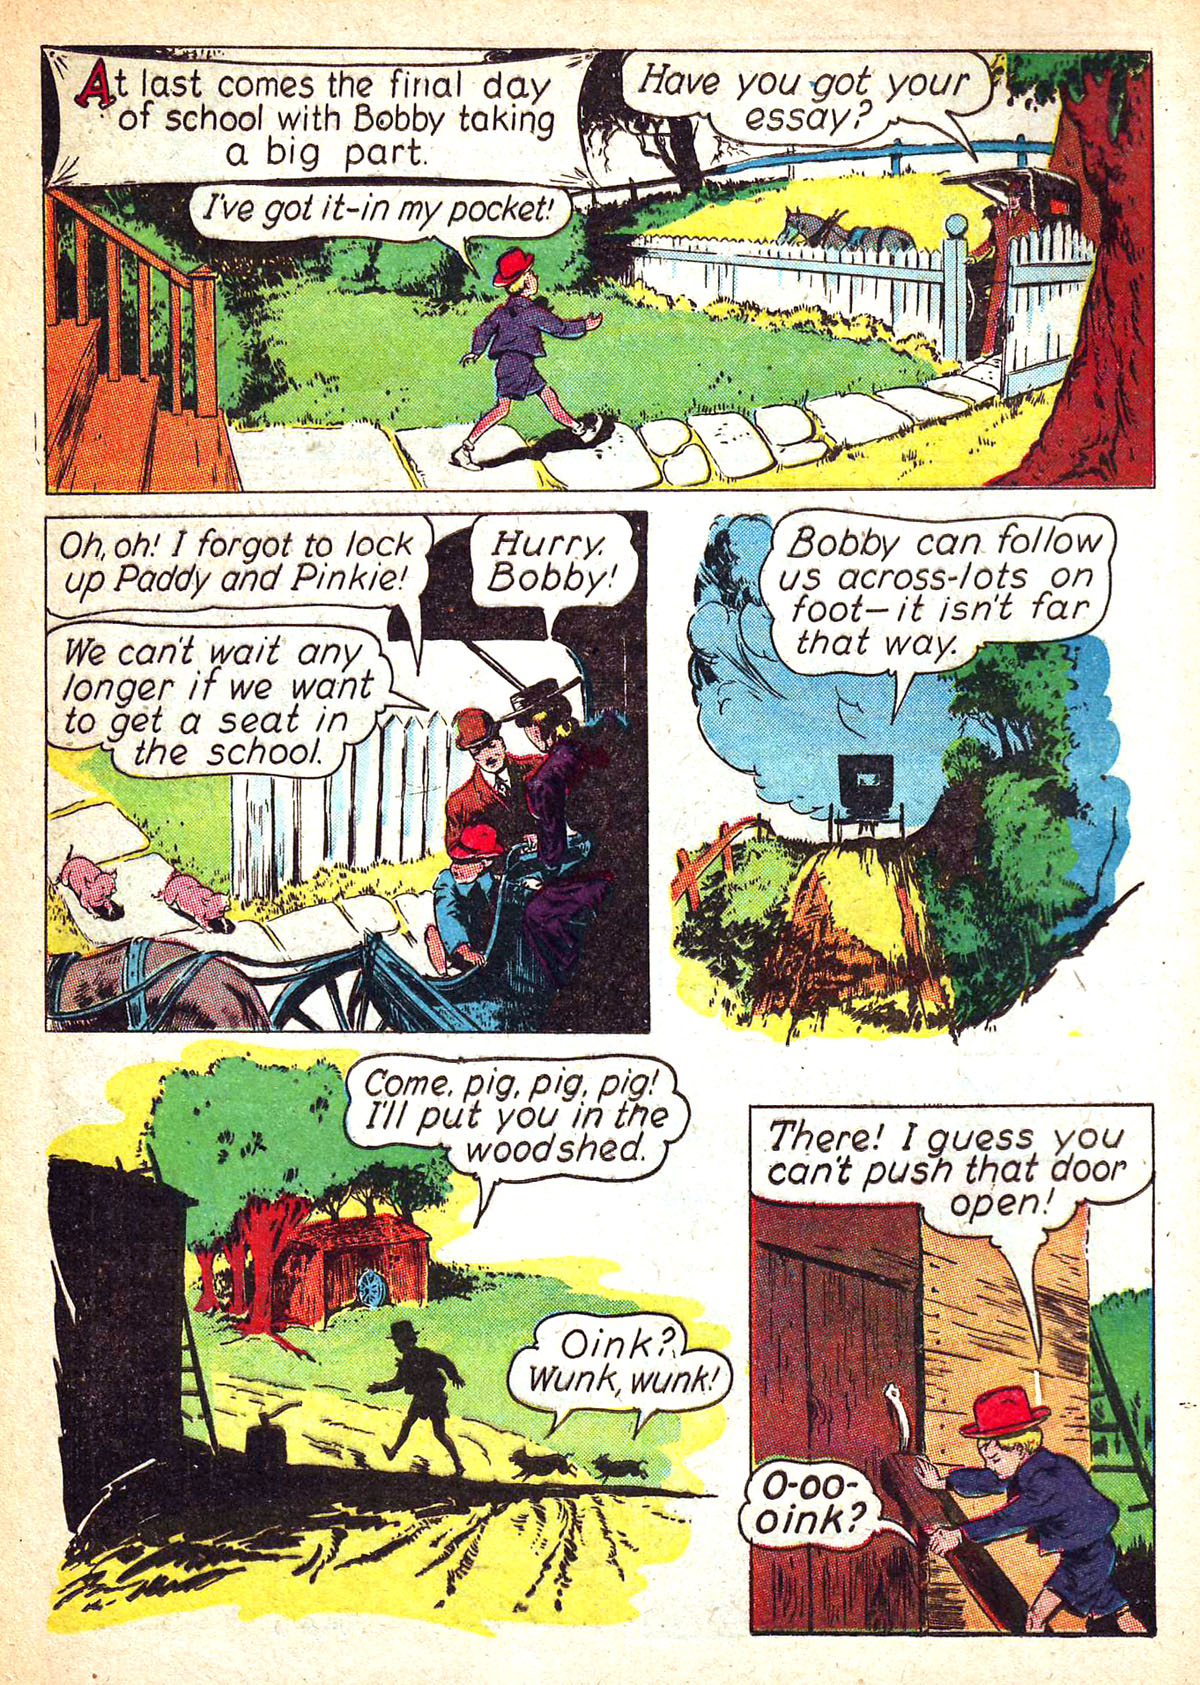 At last comes the final day
of school with Bobby taking
a big part.
Have you got your
essay?
I've got it-in my pocket!
Oh, oh! I forgot to lock
up Paddy and Pinkie!
Hurry,
Bobby!
We can't wait any
longer if we want
to get a seat in
the school.
Bobby can follow
us across-lots on
foot—it isn't far
that way.
Come, pig, pig, pig!
I'll put you in the
woodshed.
Oink?
Wunk, wunk!
There! I guess you
can't push that door
open!
O-oo-
oink?